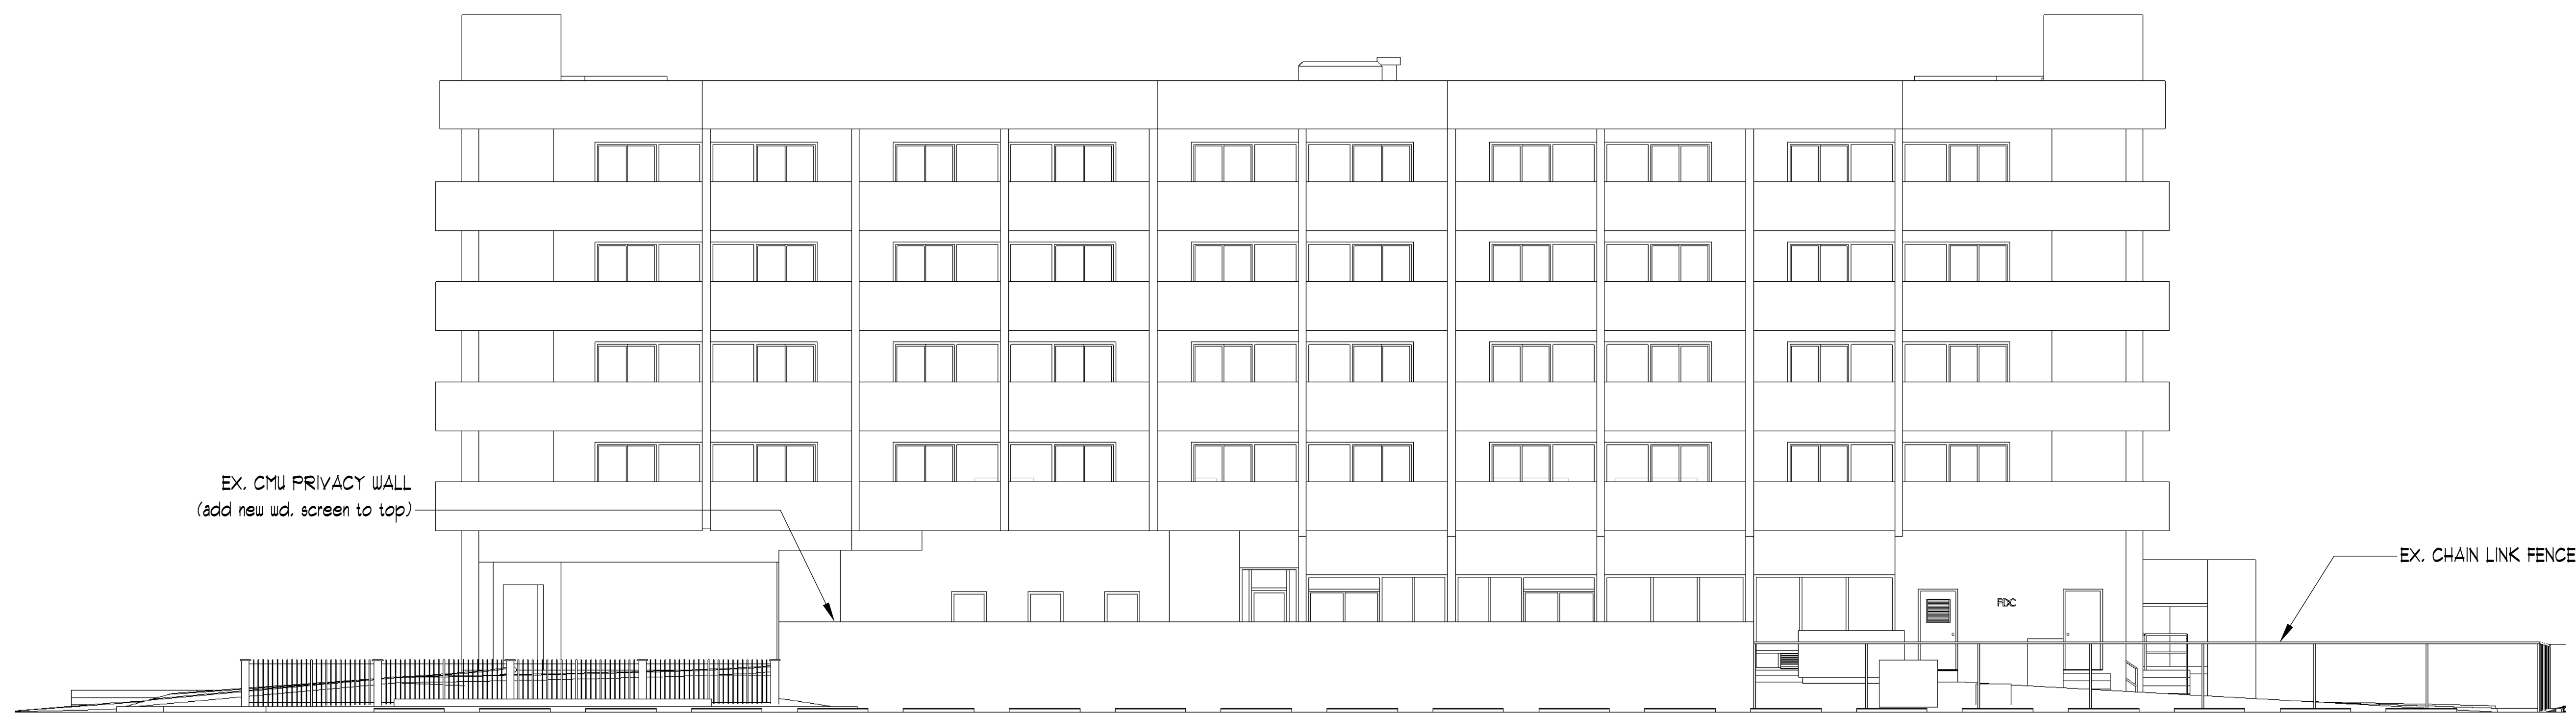 EX. CMU PRIVACY WALL
(add new wd. screen to top)
EX. CHAIN LINK FENCE
FDC